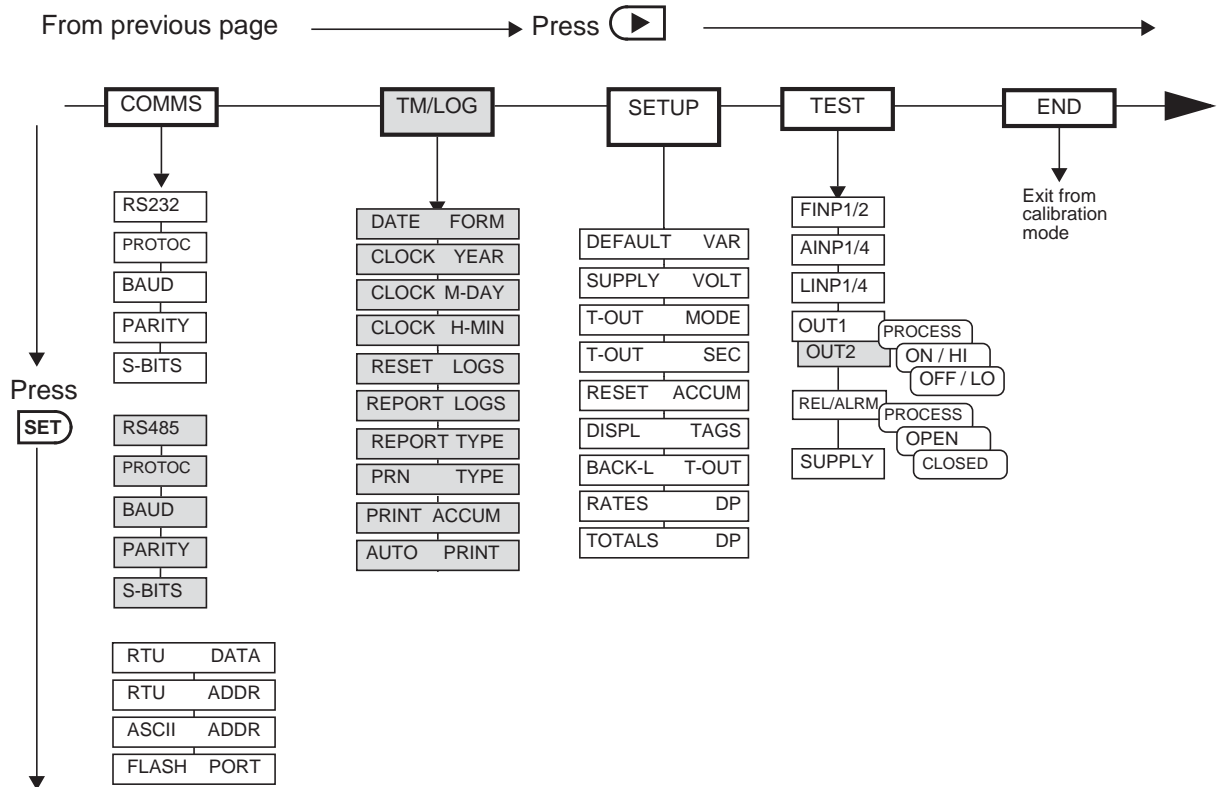 From previous page
Press
COMMS
TM/LOG
SETUP
TEST
END
Press
SET
RS232
PROTOC
BAUD
PARITY
S-BITS
RS485
PROTOC
BAUD
PARITY
S-BITS
RTU DATA
RTU ADDR
ASCII ADDR
FLASH PORT
DATE FORM
CLOCK YEAR
CLOCK M-DAY
CLOCK H-MIN
RESET LOGS
REPORT LOGS
REPORT TYPE
PRN TYPE
PRINT ACCUM
AUTO PRINT
DEFAULT VAR
SUPPLY VOLT
T-OUT MODE
T-OUT SEC
RESET ACCUM
DISPL TAGS
BACK-L T-OUT
RATES DP
TOTALS DP
FINP1/2
AINP1/4
LINP1/4
OUT1
OUT2
PROCESS
ON / HI
OFF / LO
REL/ALRM
PROCESS
OPEN
CLOSED
SUPPLY
Exit from
calibration
mode